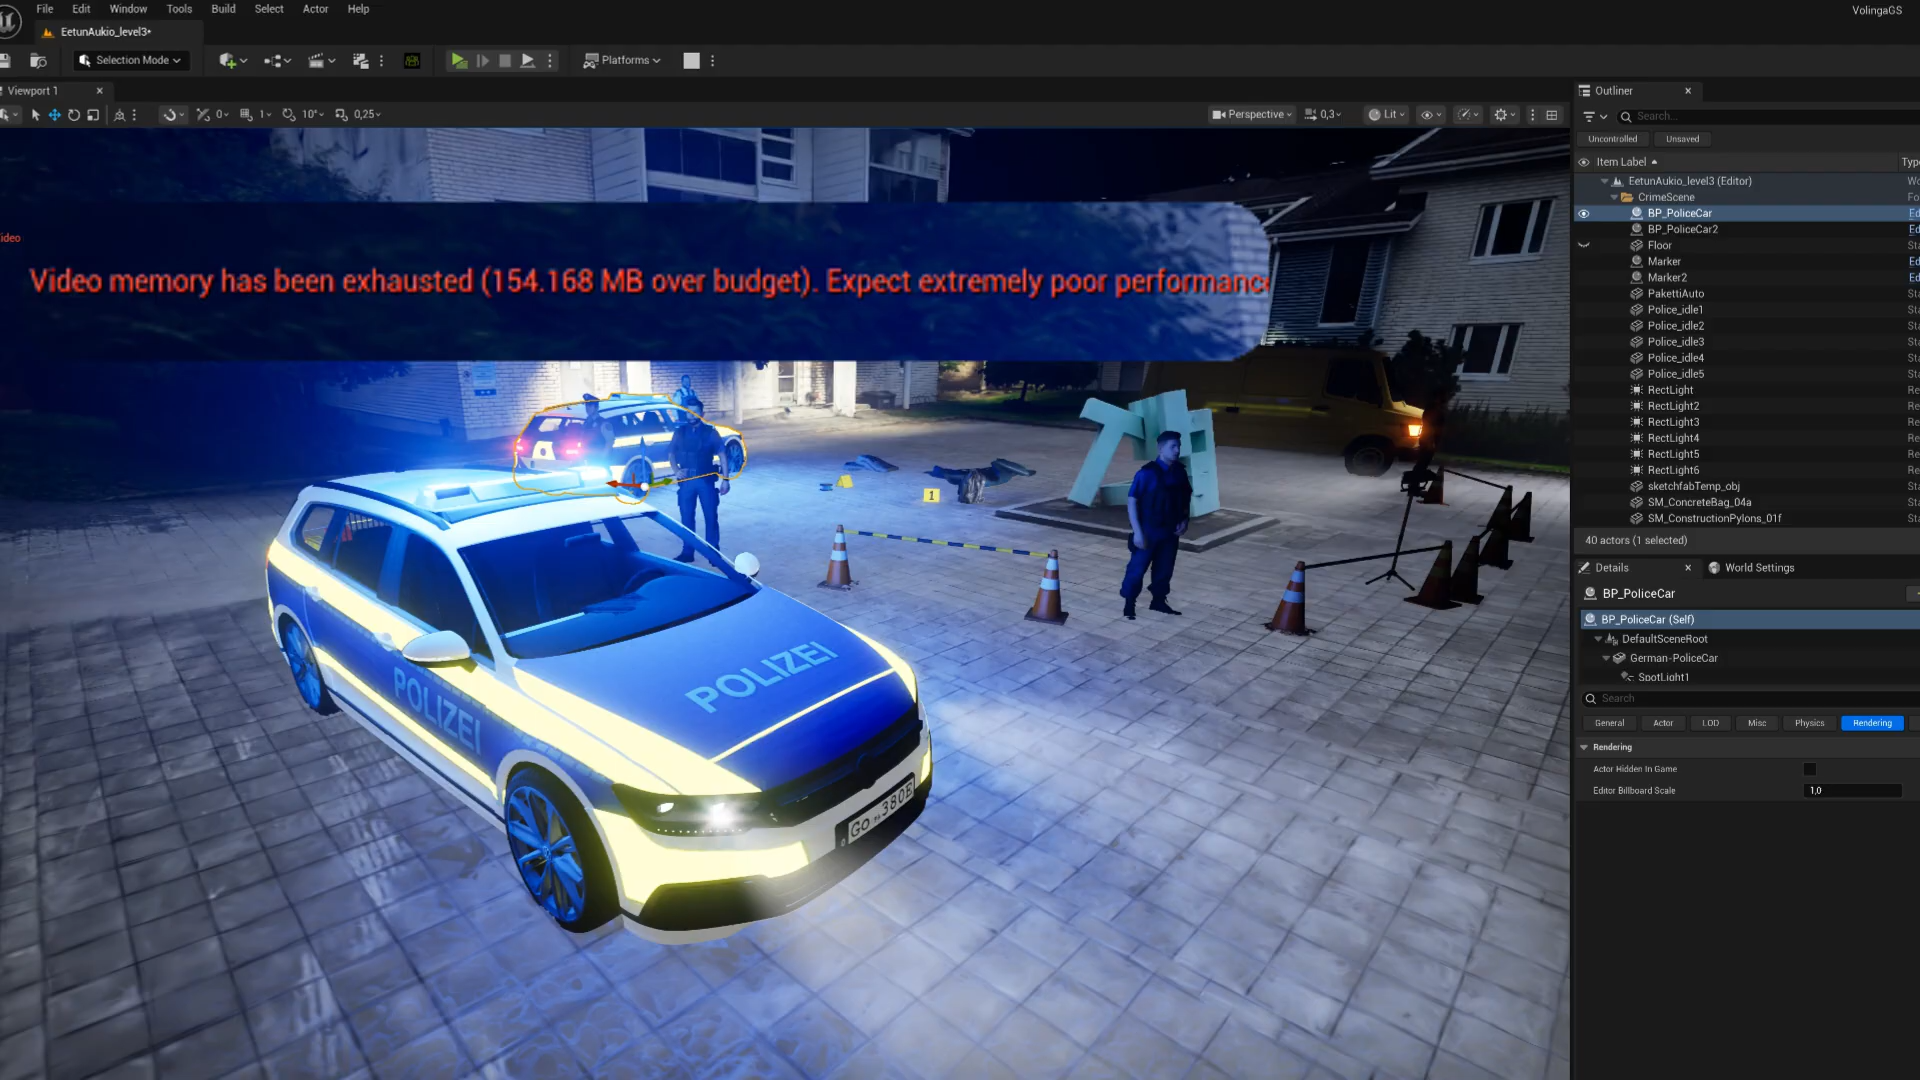 File Edit Window Tools Build Select Actor Help
VolingaGS
EetunAukio_level3•
Selection Mode
Platforms
Viewport 1
0
1
10°
0,25
Perspective
0,3
Lit
Video memory has been exhausted (154.168 MB over budget). Expect extremely poor performance
1
POLIZEI
POLIZEI
GO 380E
Outliner
Search...
Uncontrolled Unsaved
Item Label
EetunAukio_level3 (Editor)
CrimeScene
BP_PoliceCar
BP_PoliceCar2
Floor
Marker
Marker2
PakettiAuto
Police_idle1
Police_idle2
Police_idle3
Police_idle4
Police_idle5
RectLight
RectLight2
RectLight3
RectLight4
RectLight5
RectLight6
sketchfabTemp_obj
SM_ConcreteBag_04a
SM_ConstructionPylons_01f
40 actors (1 selected)
Details
World Settings
BP_PoliceCar
BP_PoliceCar (Self)
DefaultSceneRoot
German-PoliceCar
SpotLight1
Search
General Actor LOD Misc Physics Rendering
Rendering
Actor Hidden In Game
Editor Billboard Scale 1,0